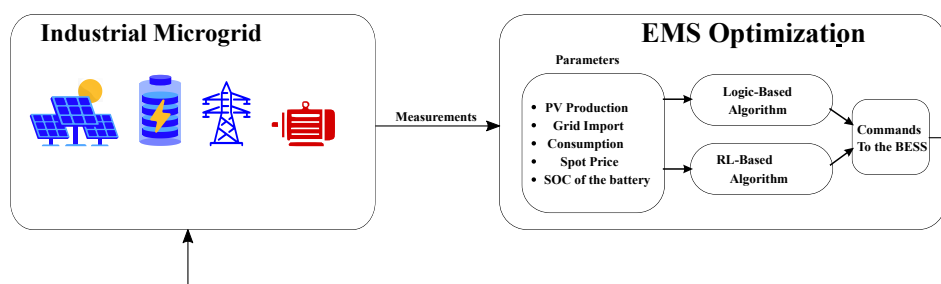 Industrial Microgrid
EMS Optimization
Parameters
• PV Production
• Grid Import
• Consumption
• Spot Price
• SOC of the battery
Measurements
Logic-Based
Algorithm
RL-Based
Algorithm
Commands
To the BESS